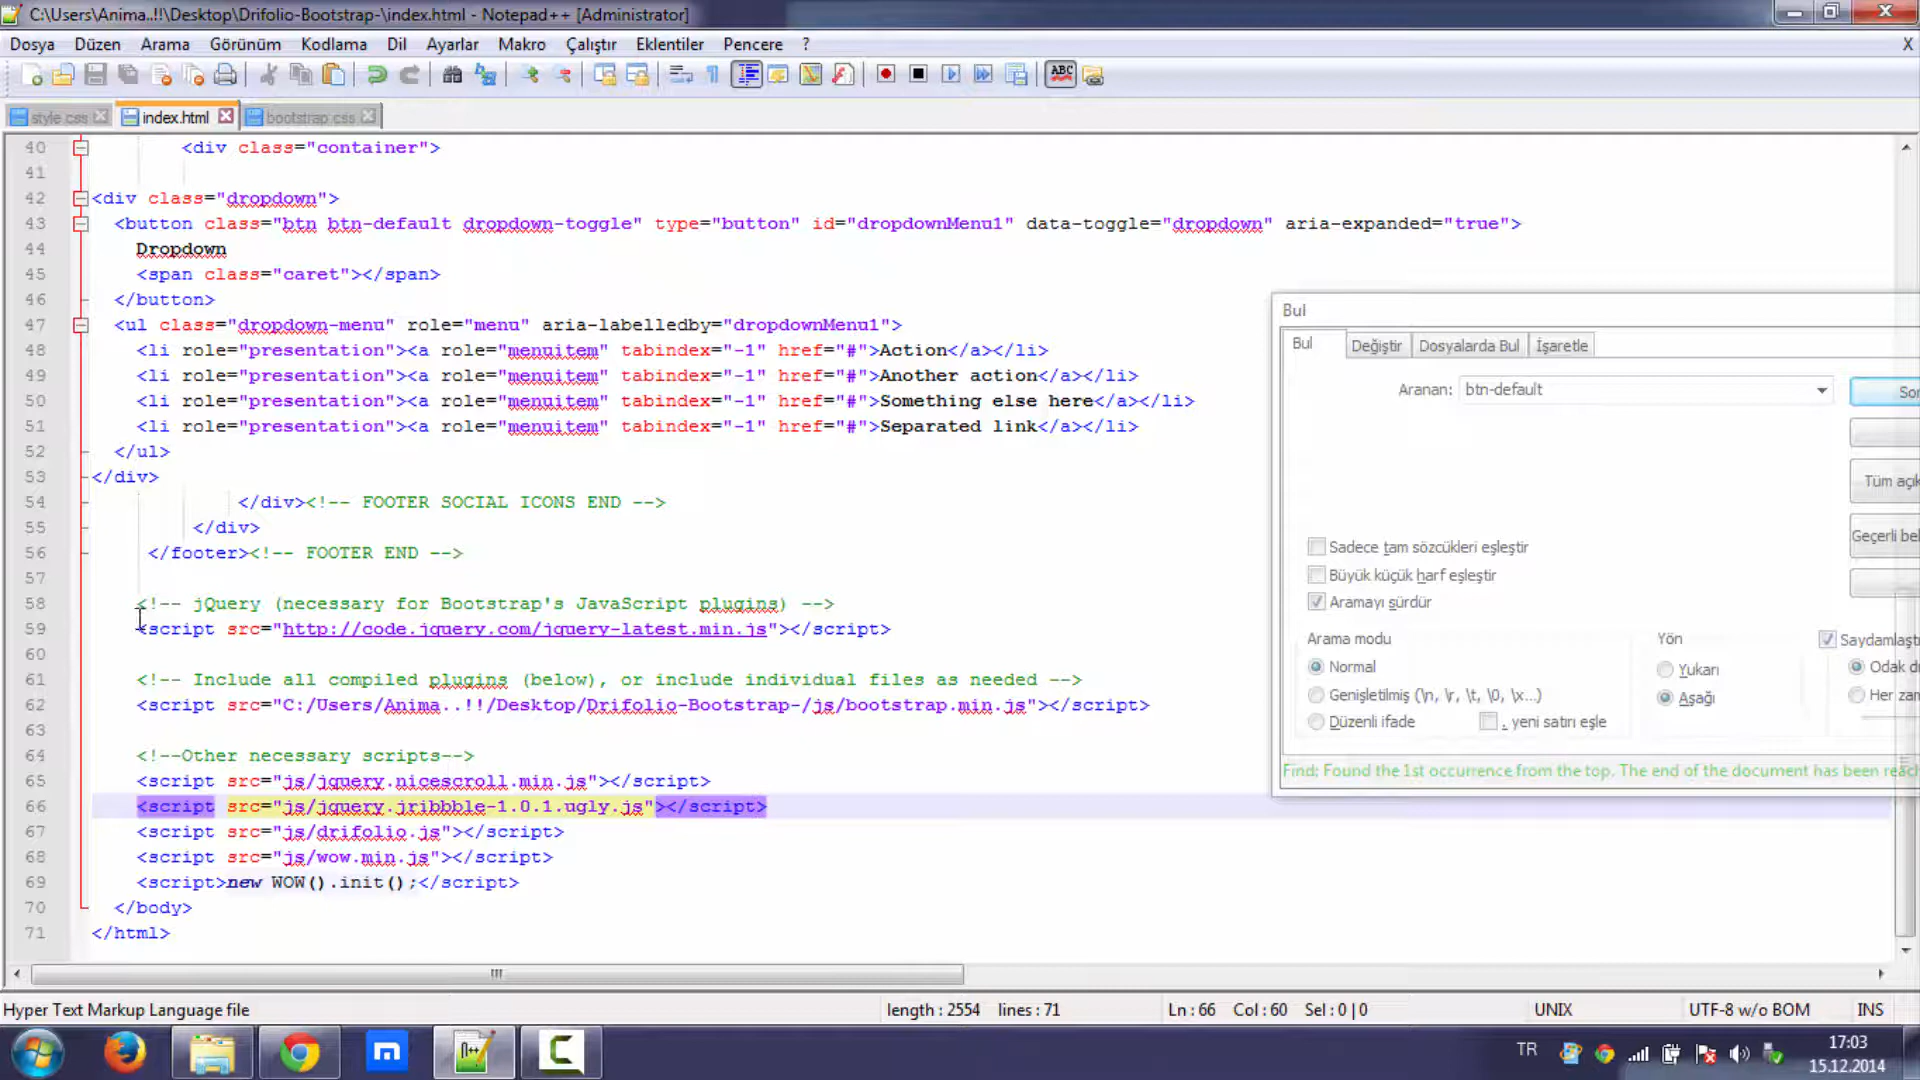 C:\Users\Anima..!!\Desktop\Drifolio-Bootstrap-\index.html - Notepad++ [Administrator]
Dosya Düzen Arama Görünüm Kodlama Dil Ayarlar Makro Çalıştır Eklentiler Pencere ? X
ABC
style.css index.html bootstrap.css
40 <div class="container">
41
42 <div class="dropdown">
43 <button class="btn btn-default dropdown-toggle" type="button" id="dropdownMenu1" data-toggle="dropdown" aria-expanded="true">
44 Dropdown
45 <span class="caret"></span>
46 </button>
47 <ul class="dropdown-menu" role="menu" aria-labelledby="dropdownMenu1">
48 <li role="presentation"><a role="menuitem" tabindex="-1" href="#">Action</a></li>
49 <li role="presentation"><a role="menuitem" tabindex="-1" href="#">Another action</a></li>
50 <li role="presentation"><a role="menuitem" tabindex="-1" href="#">Something else here</a></li>
51 <li role="presentation"><a role="menuitem" tabindex="-1" href="#">Separated link</a></li>
52 </ul>
53 </div>
54 </div><!-- FOOTER SOCIAL ICONS END -->
55 </div>
56 </footer><!-- FOOTER END -->
57
58 <!-- jQuery (necessary for Bootstrap's JavaScript plugins) -->
59 <script src="http://code.jquery.com/jquery-latest.min.js"></script>
60
61 <!-- Include all compiled plugins (below), or include individual files as needed -->
62 <script src="C:/Users/Anima..!!/Desktop/Drifolio-Bootstrap-/js/bootstrap.min.js"></script>
63
64 <!--Other necessary scripts-->
65 <script src="js/jquery.nicescroll.min.js"></script>
66 <script src="js/jquery.jribbble-1.0.1.ugly.js"></script>
67 <script src="js/drifolio.js"></script>
68 <script src="js/wow.min.js"></script>
69 <script>new WOW().init();</script>
70 </body>
71 </html>
Bul
Bul Değiştir Dosyalarda Bul İşaretle
Aranan: btn-default
Son
Tüm açık
Geçerli bel
Sadece tam sözcükleri eşleştir
Büyük küçük harf eşleştir
Aramayı sürdür
Arama modu
Normal
Genişletilmiş (\n, \r, \t, \0, \x...)
Düzenli ifade . yeni satırı eşle
Yön
Yukarı
Aşağı
Saydamlaştı
Odak dı
Her zar
Find: Found the 1st occurrence from the top. The end of the document has been reach
Hyper Text Markup Language file length : 2554 lines : 71 Ln : 66 Col : 60 Sel : 0 | 0 UNIX UTF-8 w/o BOM INS
TR
17:03
15.12.2014